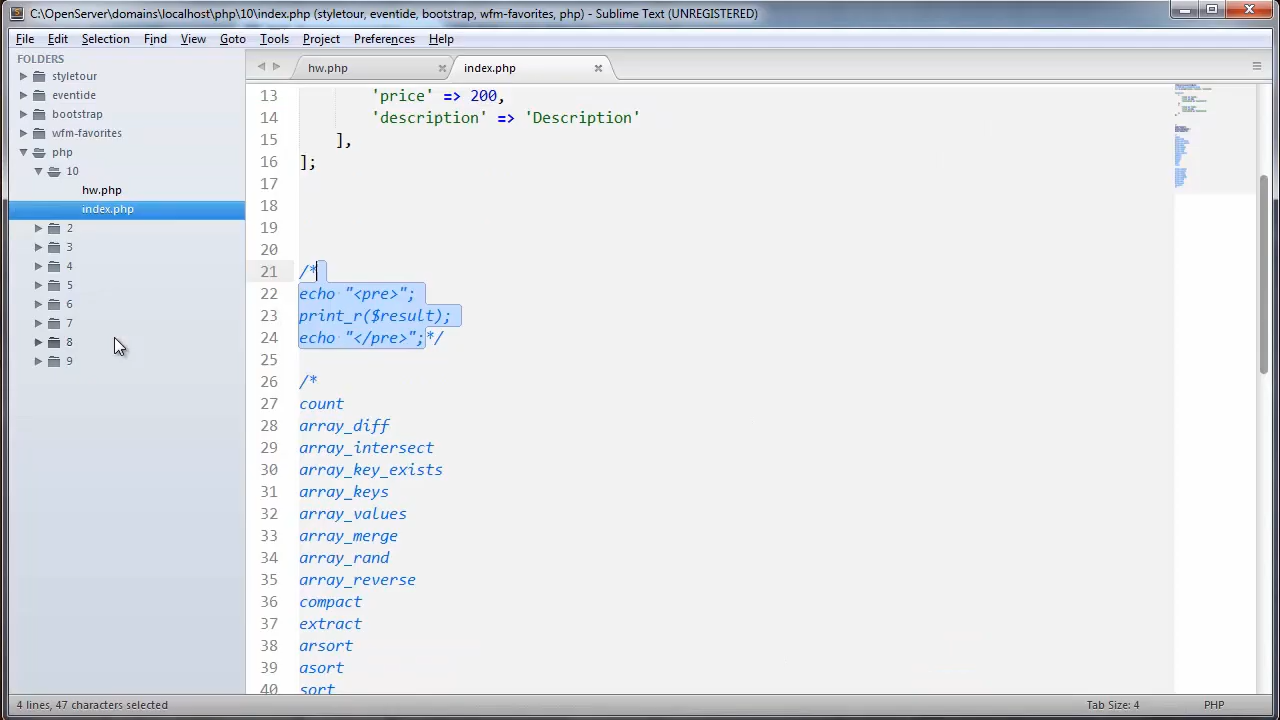 C:\OpenServer\domains\localhost\php\10\index.php (styletour, eventide, bootstrap, wfm-favorites, php) - Sublime Text (UNREGISTERED)
File Edit Selection Find View Goto Tools Project Preferences Help
FOLDERS
styletour
eventide
bootstrap
wfm-favorites
php
10
hw.php
index.php
2
3
4
5
6
7
8
9
hw.php index.php
13 'price' => 200,
14 'description' => 'Description'
15 ],
16 ];
17
18
19
20
21 /*
22 echo "<pre>";
23 print_r($result);
24 echo "</pre>";*/
25
26 /*
27 count
28 array_diff
29 array_intersect
30 array_key_exists
31 array_keys
32 array_values
33 array_merge
34 array_rand
35 array_reverse
36 compact
37 extract
38 arsort
39 asort
40 sort
4 lines, 47 characters selected Tab Size: 4 PHP